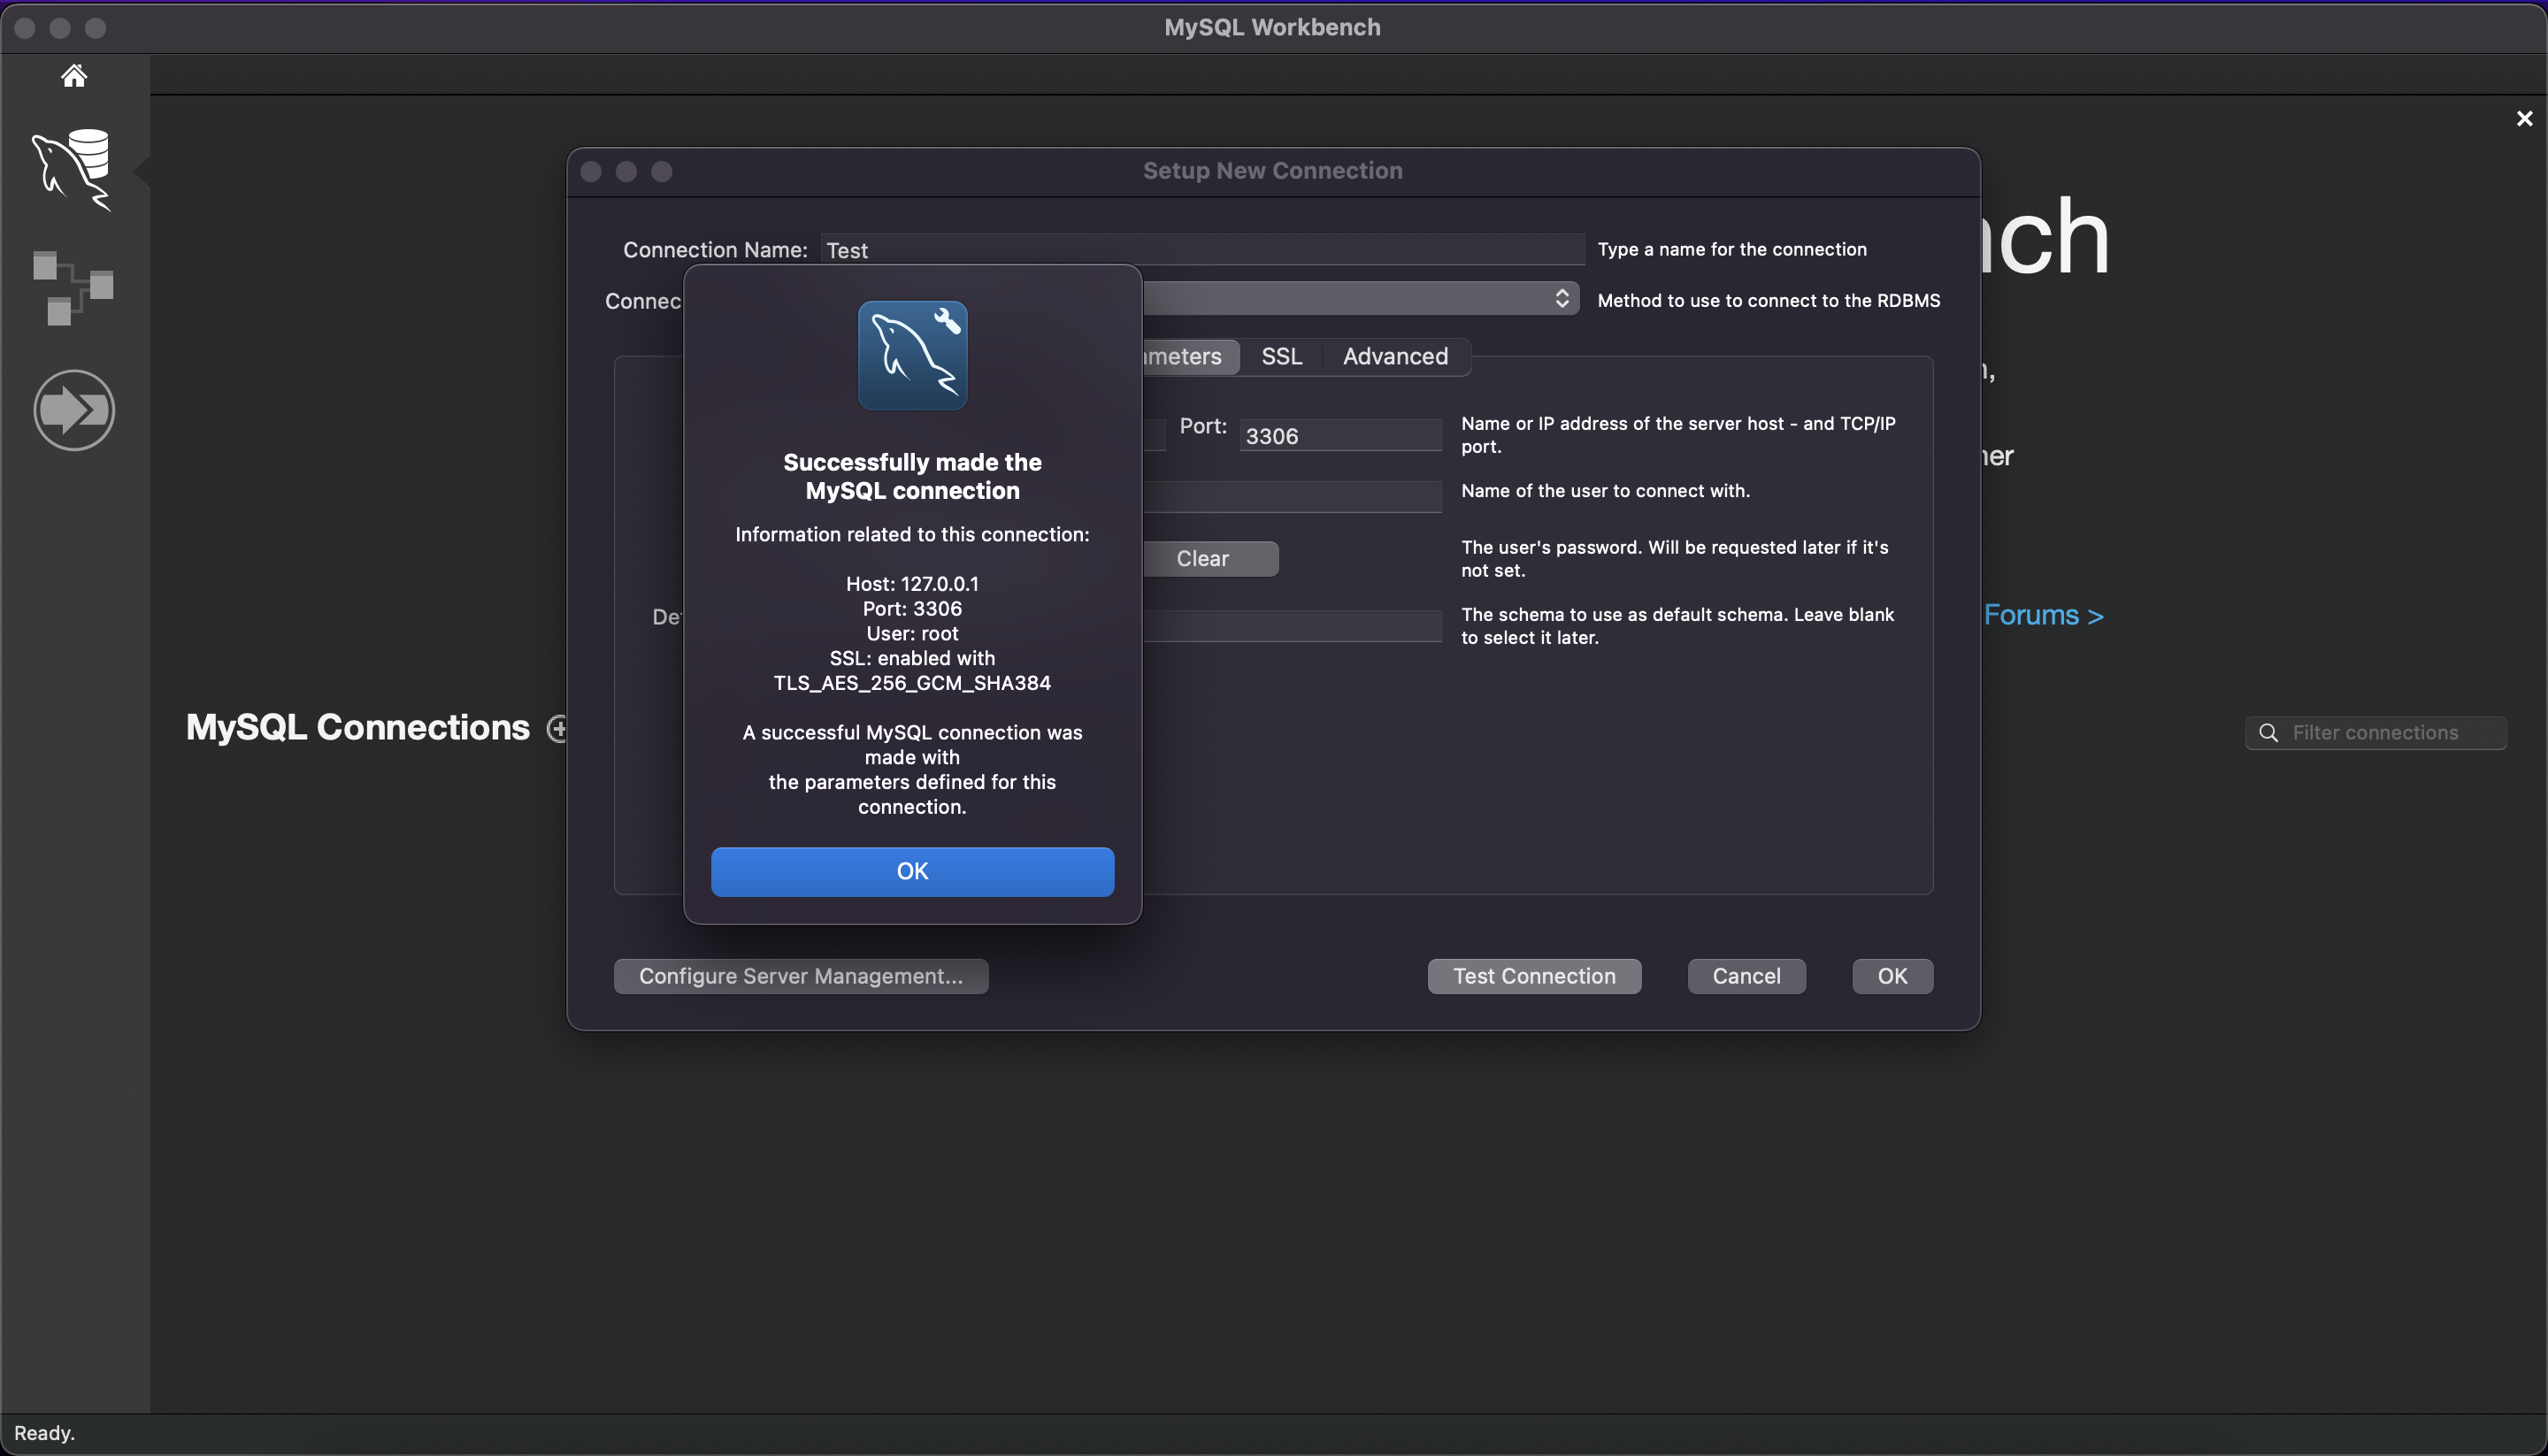 MySQL Workbench
Setup New Connection
Connection Name: Test Type a name for the connection
Method to use to connect to the RDBMS
SSL Advanced
Port: 3306 Name or IP address of the server host - and TCP/IP
port.
Successfully made the
MySQL connection
Information related to this connection:
Host: 127.0.0.1
Port: 3306
User: root
SSL: enabled with
TLS_AES_256_GCM_SHA384
A successful MySQL connection was
made with
the parameters defined for this
connection.
OK
Name of the user to connect with.
Clear The user's password. Will be requested later if it's
not set.
The schema to use as default schema. Leave blank
to select it later.
Forums >
MySQL Connections
Filter connections
Configure Server Management... Test Connection Cancel OK
Ready.